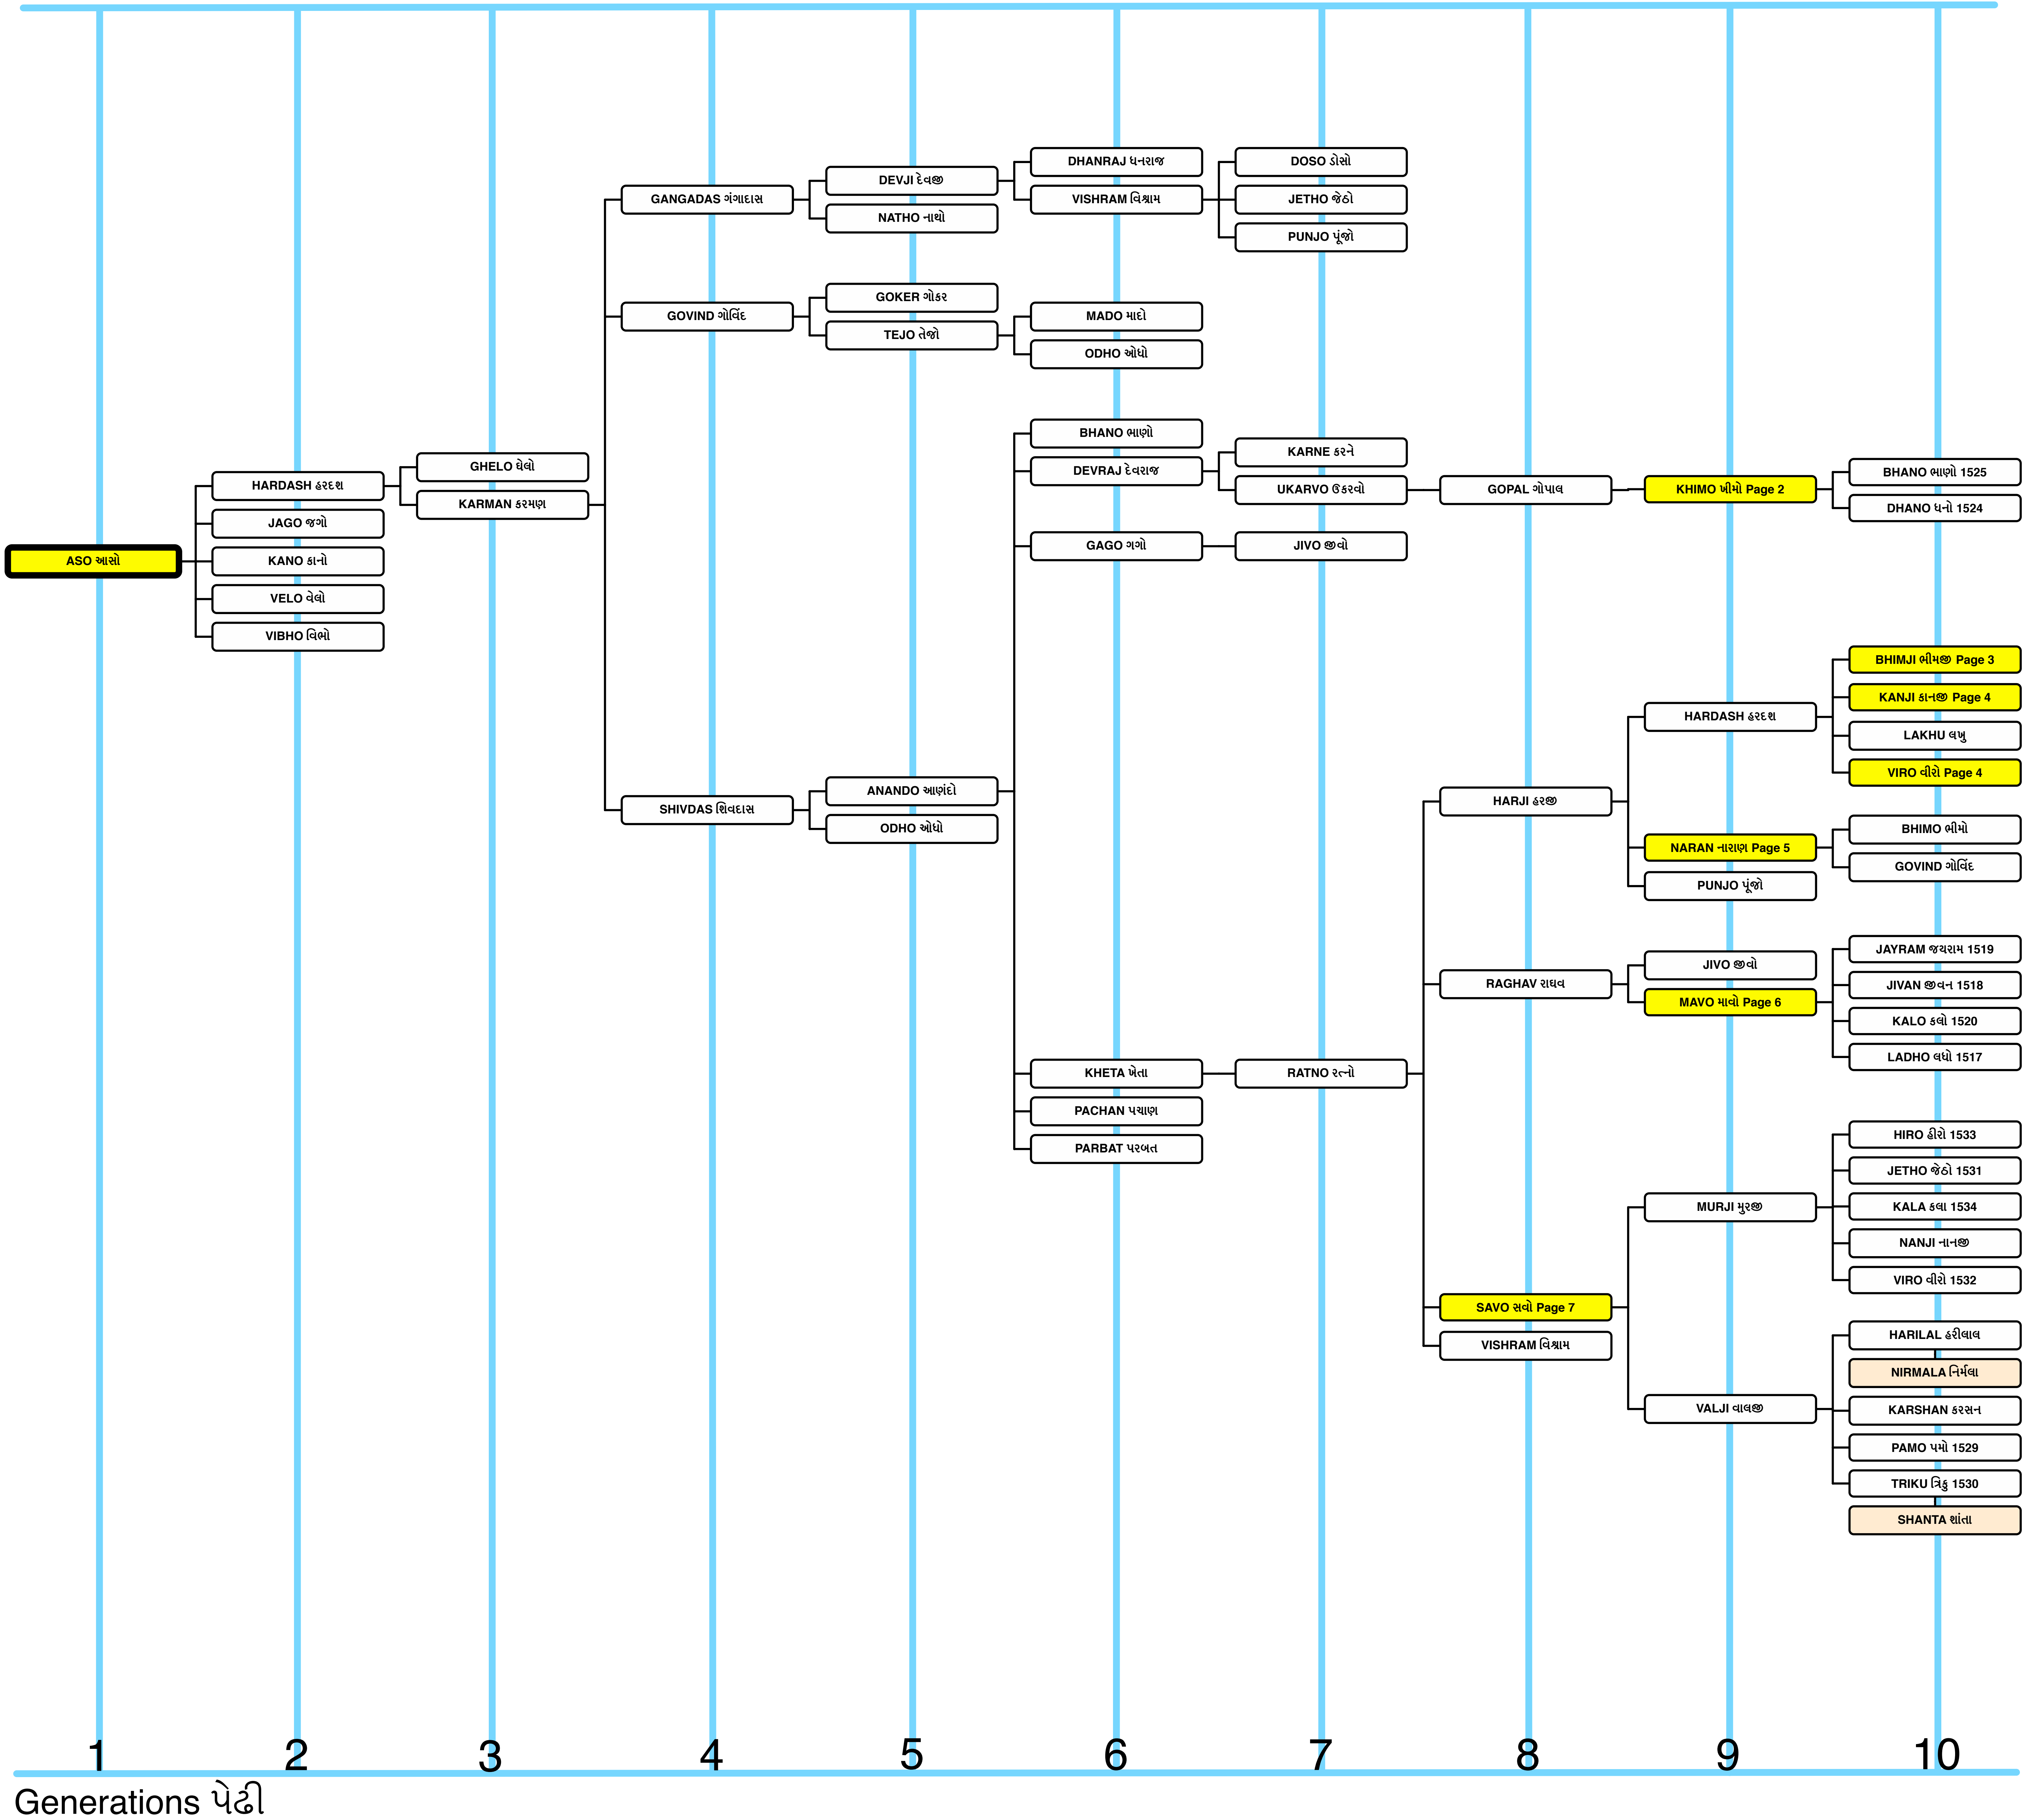 ASO આસો
HARDASH હરદશ
JAGO જગો
KANO કાનો
VELO વેલો
VIBHO વિભો
GHELO ઘેલો
KARMAN કરમણ
GANGADAS ગંગાદાસ
GOVIND ગોવિંદ
SHIVDAS શિવદાસ
DEVJI દેવજી
NATHO નાથો
GOKER ગોકર
TEJO તેજો
ANANDO આણંદો
ODHO ઓધો
DHANRAJ ધનરાજ
VISHRAM વિશ્રામ
MADO માદો
ODHO ઓધો
BHANO ભાણો
DEVRAJ દેવરાજ
GAGO ગગો
KHETA ખેતા
PACHAN પચાણ
PARBAT પરબત
DOSO ડોસો
JETHO જેઠો
PUNJO પૂંજો
KARNE કરને
UKARVO ઉકરવો
JIVO જીવો
RATNO રત્નો
GOPAL ગોપાલ
HARJI હરજી
RAGHAV રાઘવ
SAVO સવો Page 7
VISHRAM વિશ્રામ
KHIMO ખીમો Page 2
HARDASH હરદશ
NARAN નારાણ Page 5
PUNJO પૂંજો
JIVO જીવો
MAVO માવો Page 6
MURJI મુરજી
VALJI વાલજી
BHANO ભાણો 1525
DHANO ધનો 1524
BHIMJI ભીમજી Page 3
KANJI કાનજી Page 4
LAKHU લખુ
VIRO વીરો Page 4
BHIMO ભીમો
GOVIND ગોવિંદ
JAYRAM જયરામ 1519
JIVAN જીવન 1518
KALO કલો 1520
LADHO લધો 1517
HIRO હીરો 1533
JETHO જેઠો 1531
KALA કલા 1534
NANJI નાનજી
VIRO વીરો 1532
HARILAL હરીલાલ
NIRMALA નિર્મલા
KARSHAN કરસન
PAMO પમો 1529
TRIKU ત્રિકુ 1530
SHANTA શાંતા
1 2 3 4 5 6 7 8 9 10
Generations પેઢી